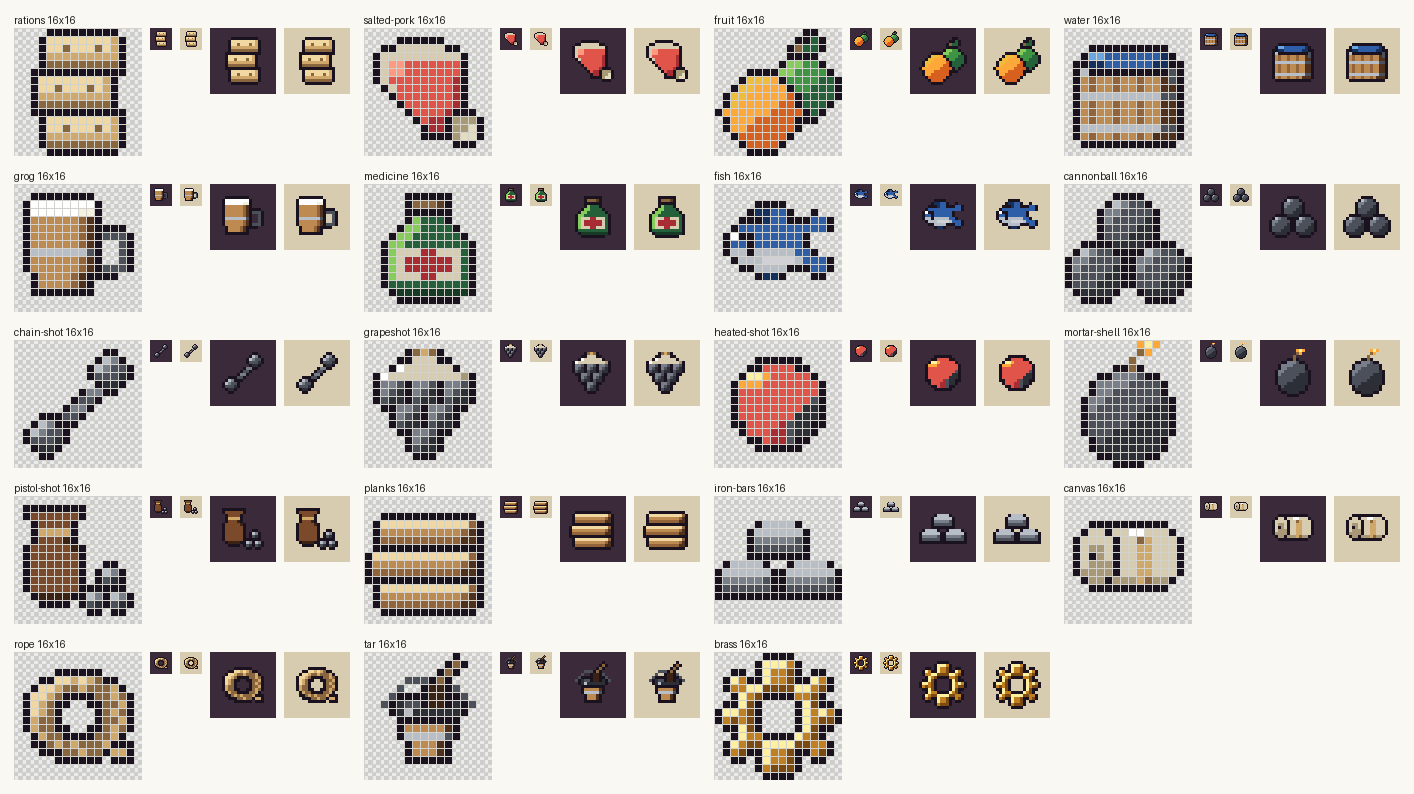 rations 16x16
salted-pork 16x16
fruit 16x16
water 16x16
grog 16x16
medicine 16x16
fish 16x16
cannonball 16x16
chain-shot 16x16
grapeshot 16x16
heated-shot 16x16
mortar-shell 16x16
pistol-shot 16x16
planks 16x16
iron-bars 16x16
canvas 16x16
rope 16x16
tar 16x16
brass 16x16